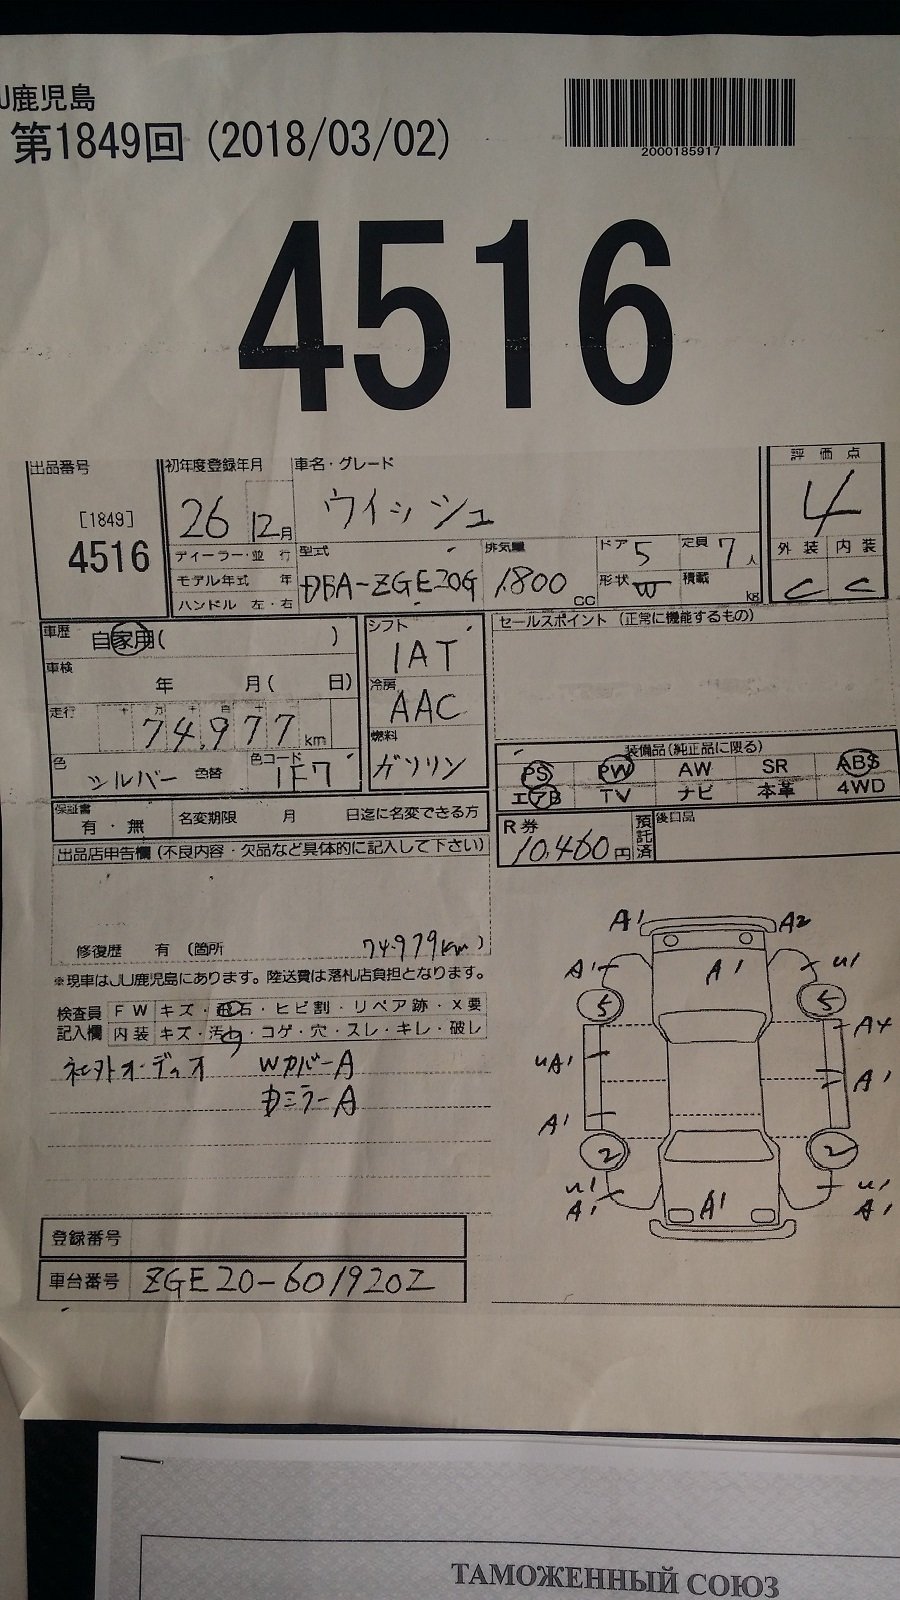 JU鹿児島
第1849回 (2018/03/02)
2000185917
4516
出品番号
[1849]
4516
初年度登録年月
26 12月
車名・グレード
ウイッシュ
評価点
4
外装 内装
C C
ディーラー・並行
モデル年式 年
ハンドル 左・右
型式
DBA-ZGE20G
排気量
1800 CC
ドア 5
定員 7人
形状 W
積載 kg
車歴 自家用( )
車検 年 月( 日)
走行 十 万 千 百 十
74,977 km
色 シルバー 色替
色コード 1F7
シフト
IAT
冷房
AAC
燃料
ガソリン
セールスポイント (正常に機能するもの)
装備品(純正品に限る)
PS PW AW SR ABS
エアB TV ナビ 本革 4WD
保証書
有・無
名変期限 月 日迄に名変できる方
R券
10,460円
預託済
後日品
出品店申告欄 (不良内容・欠品など具体的に記入して下さい)
修復歴 有 (箇所 74.979(km)
※現車はJU鹿児島にあります。陸送費は落札店負担となります。
検査員 FW キズ・飛石・ヒビ割・リペア跡・X要
記入欄 内装 キズ・汚れ・コゲ・穴・スレ・キレ・破レ
社外オーディオ WカバーA
DミラーA
A1 A2
A1 A1 U1
5 5
A4
UA1 A1
A1
2 2
U1 U1
A1 A1 A1
登録番号
車台番号 ZGE20-6019202
ТАМОЖЕННЫЙ СОЮЗ